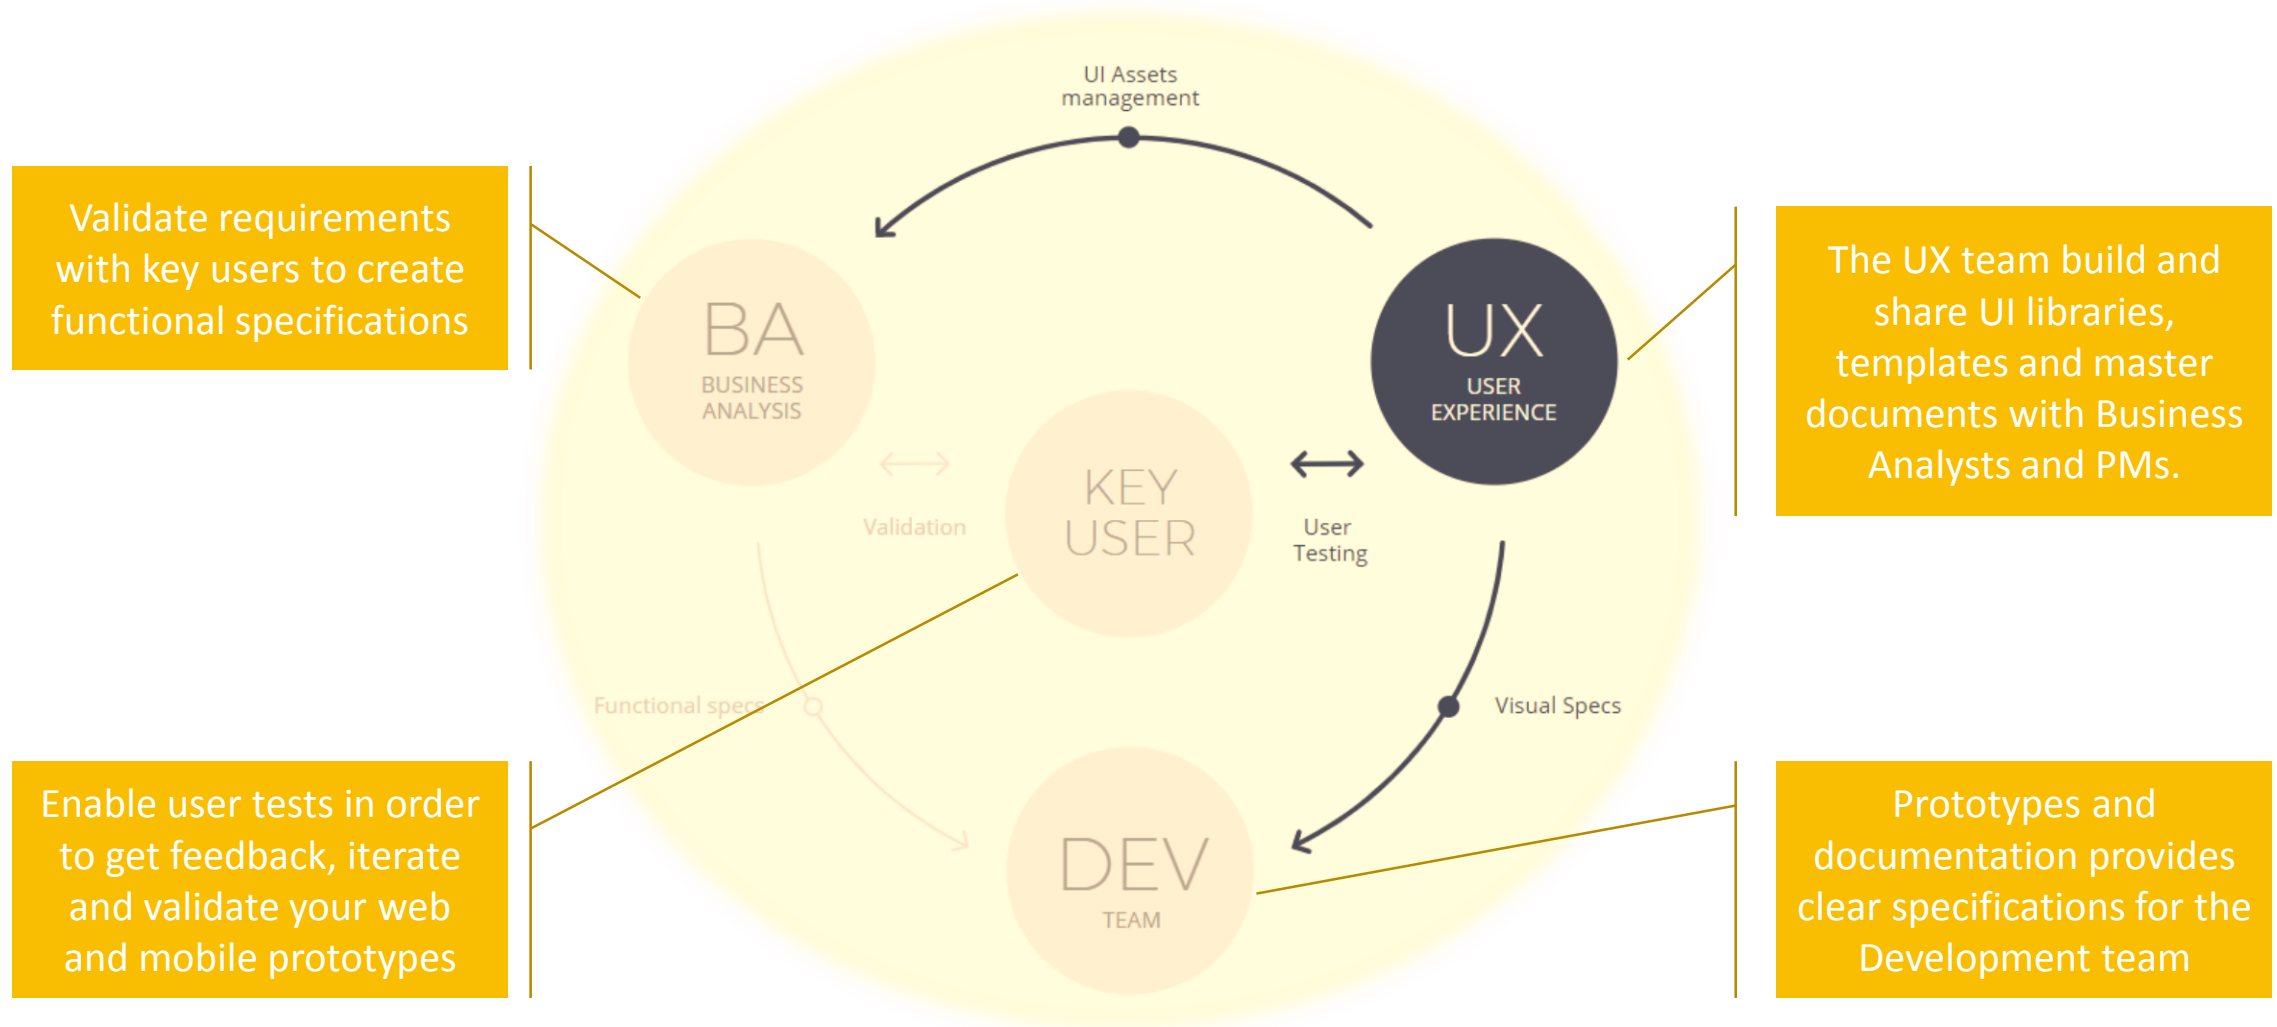 UI Assets
management
Validate requirements
with key users to create
functional specifications
The UX team build and
share UI libraries,
templates and master
documents with Business
Analysts and PMs.
BA
BUSINESS
ANALYSIS
UX
USER
EXPERIENCE
KEY
USER
Validation
User
Testing
Functional specs
Visual Specs
Enable user tests in order
to get feedback, iterate
and validate your web
and mobile prototypes
DEV
TEAM
Prototypes and
documentation provides
clear specifications for the
Development team